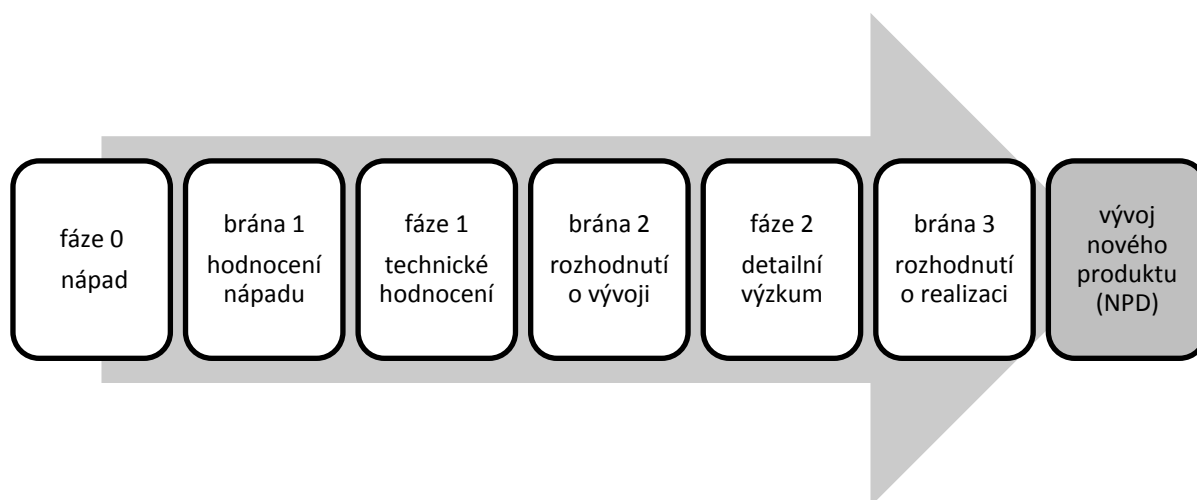 fáze 0
nápad
brána 1
hodnocení
nápadu
fáze 1
technické
hodnocení
brána 2
rozhodnutí
o vývoji
fáze 2
detailní
výzkum
brána 3
rozhodnutí
o realizaci
vývoj
nového
produktu
(NPD)